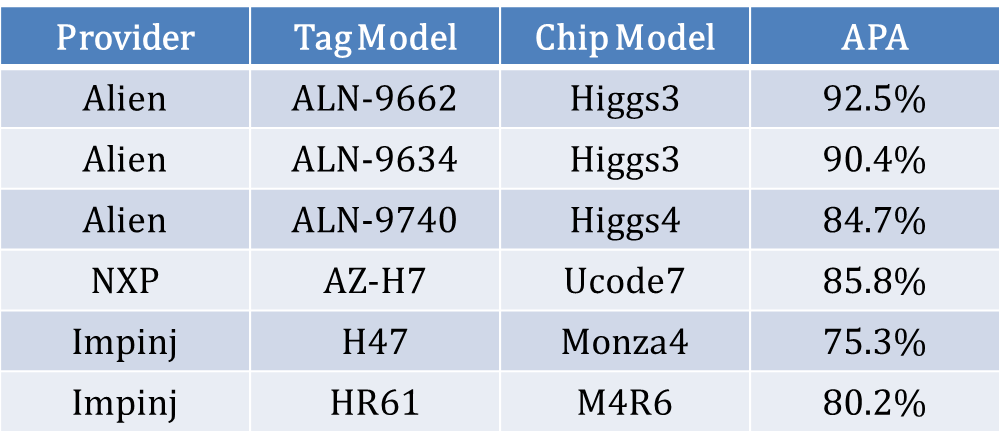 Provider Tag Model Chip Model APA
Alien ALN-9662 Higgs3 92.5%
Alien ALN-9634 Higgs3 90.4%
Alien ALN-9740 Higgs4 84.7%
NXP AZ-H7 Ucode7 85.8%
Impinj H47 Monza4 75.3%
Impinj HR61 M4R6 80.2%